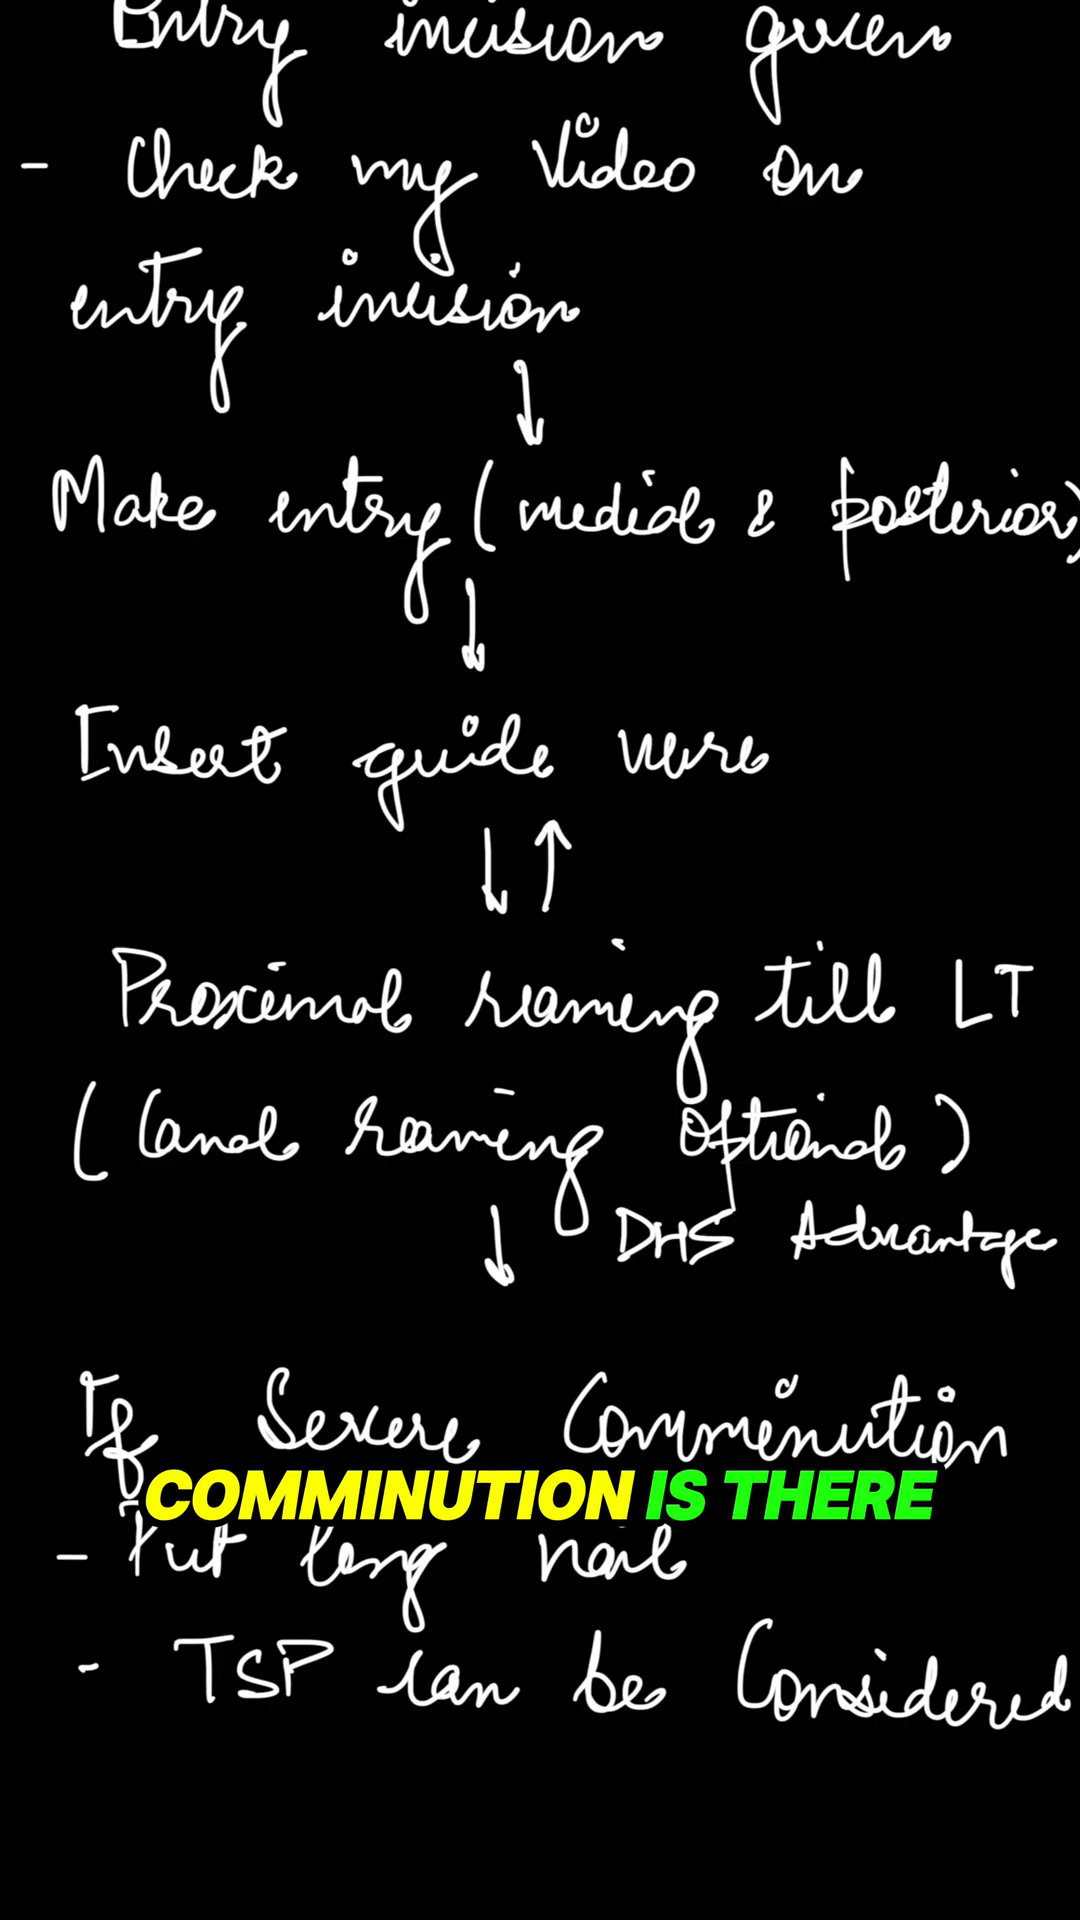 Entry incision given
- Check my video on
entry incision
↓
Make entry (medial & posterior)
↓
Insert guide wire
↓↑
Proximal reaming till LT
(Canal reaming optional)
↓ DHS Advantage
If Severe Comminution
COMMINUTION IS THERE
- Put long nail
- TSP can be Considered